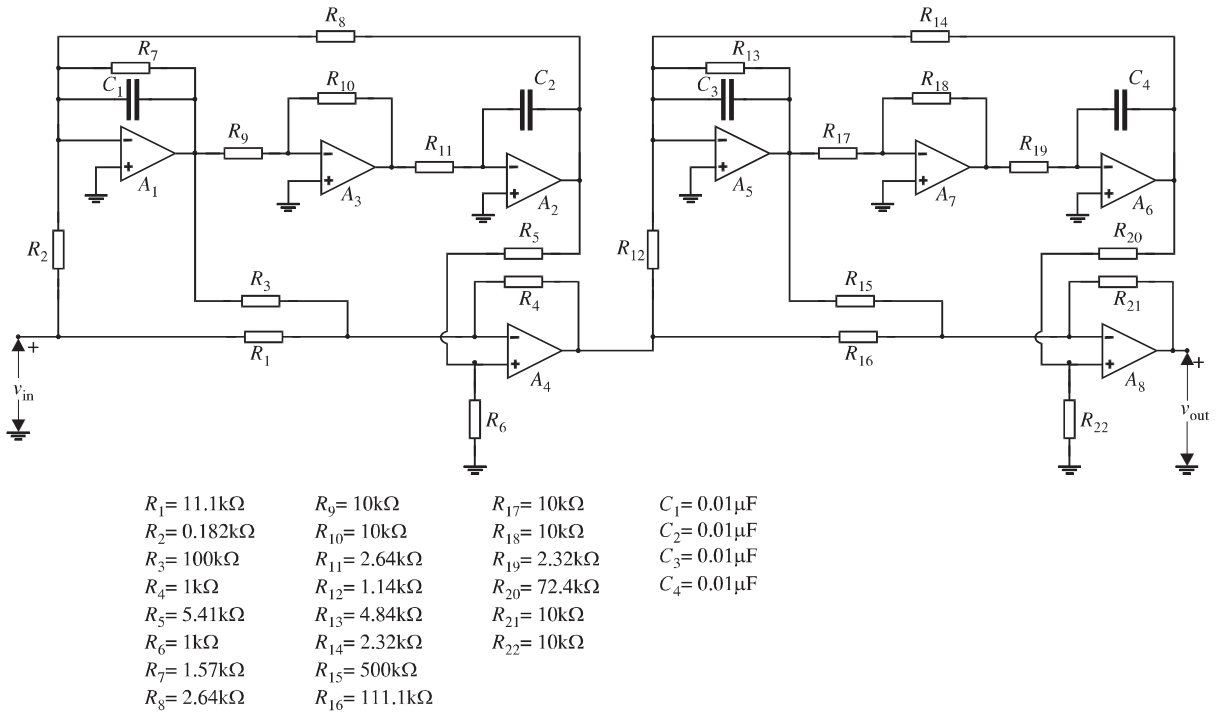 R8 R14
R7 R13
C1 R10 C2 C3 R18 C4
R9 R11 R17 R19
A1 A3 A2 A5 A7 A6
R2 R5 R12 R20
R3 R4 R15 R21
+ R1 R16 +
vin A4 A8 vout
R6 R22
R1= 11.1kΩ R9= 10kΩ R17= 10kΩ C1= 0.01μF
R2= 0.182kΩ R10= 10kΩ R18= 10kΩ C2= 0.01μF
R3= 100kΩ R11= 2.64kΩ R19= 2.32kΩ C3= 0.01μF
R4= 1kΩ R12= 1.14kΩ R20= 72.4kΩ C4= 0.01μF
R5= 5.41kΩ R13= 4.84kΩ R21= 10kΩ
R6= 1kΩ R14= 2.32kΩ R22= 10kΩ
R7= 1.57kΩ R15= 500kΩ
R8= 2.64kΩ R16= 111.1kΩ